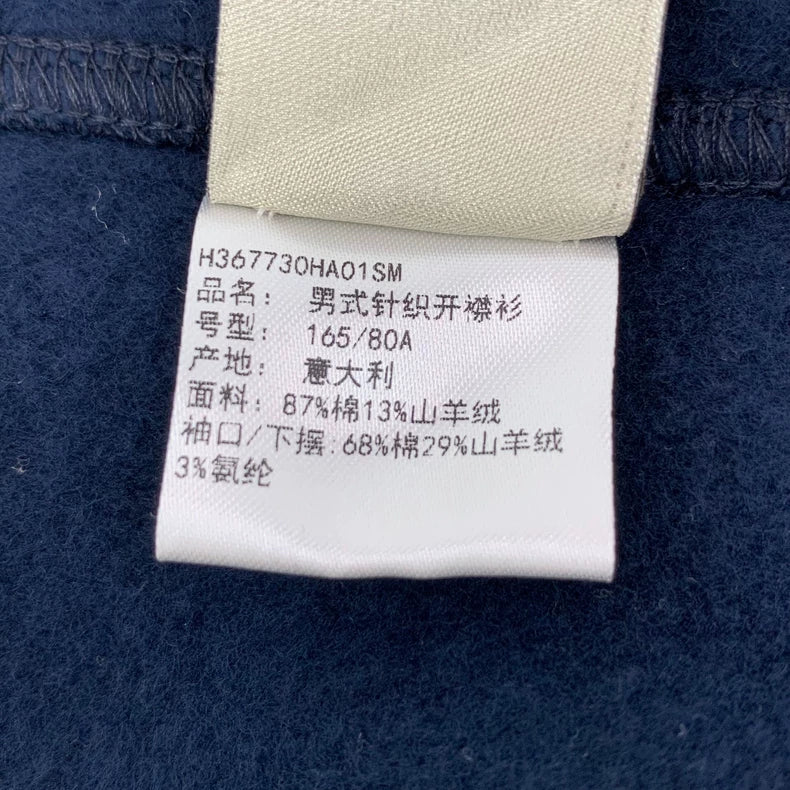 H367730HA01SM
品名： 男式针织开襟衫
号型： 165/80A
产地： 意大利
面料： 87%棉13%山羊绒
袖口/下摆:68%棉29%山羊绒
3%氨纶